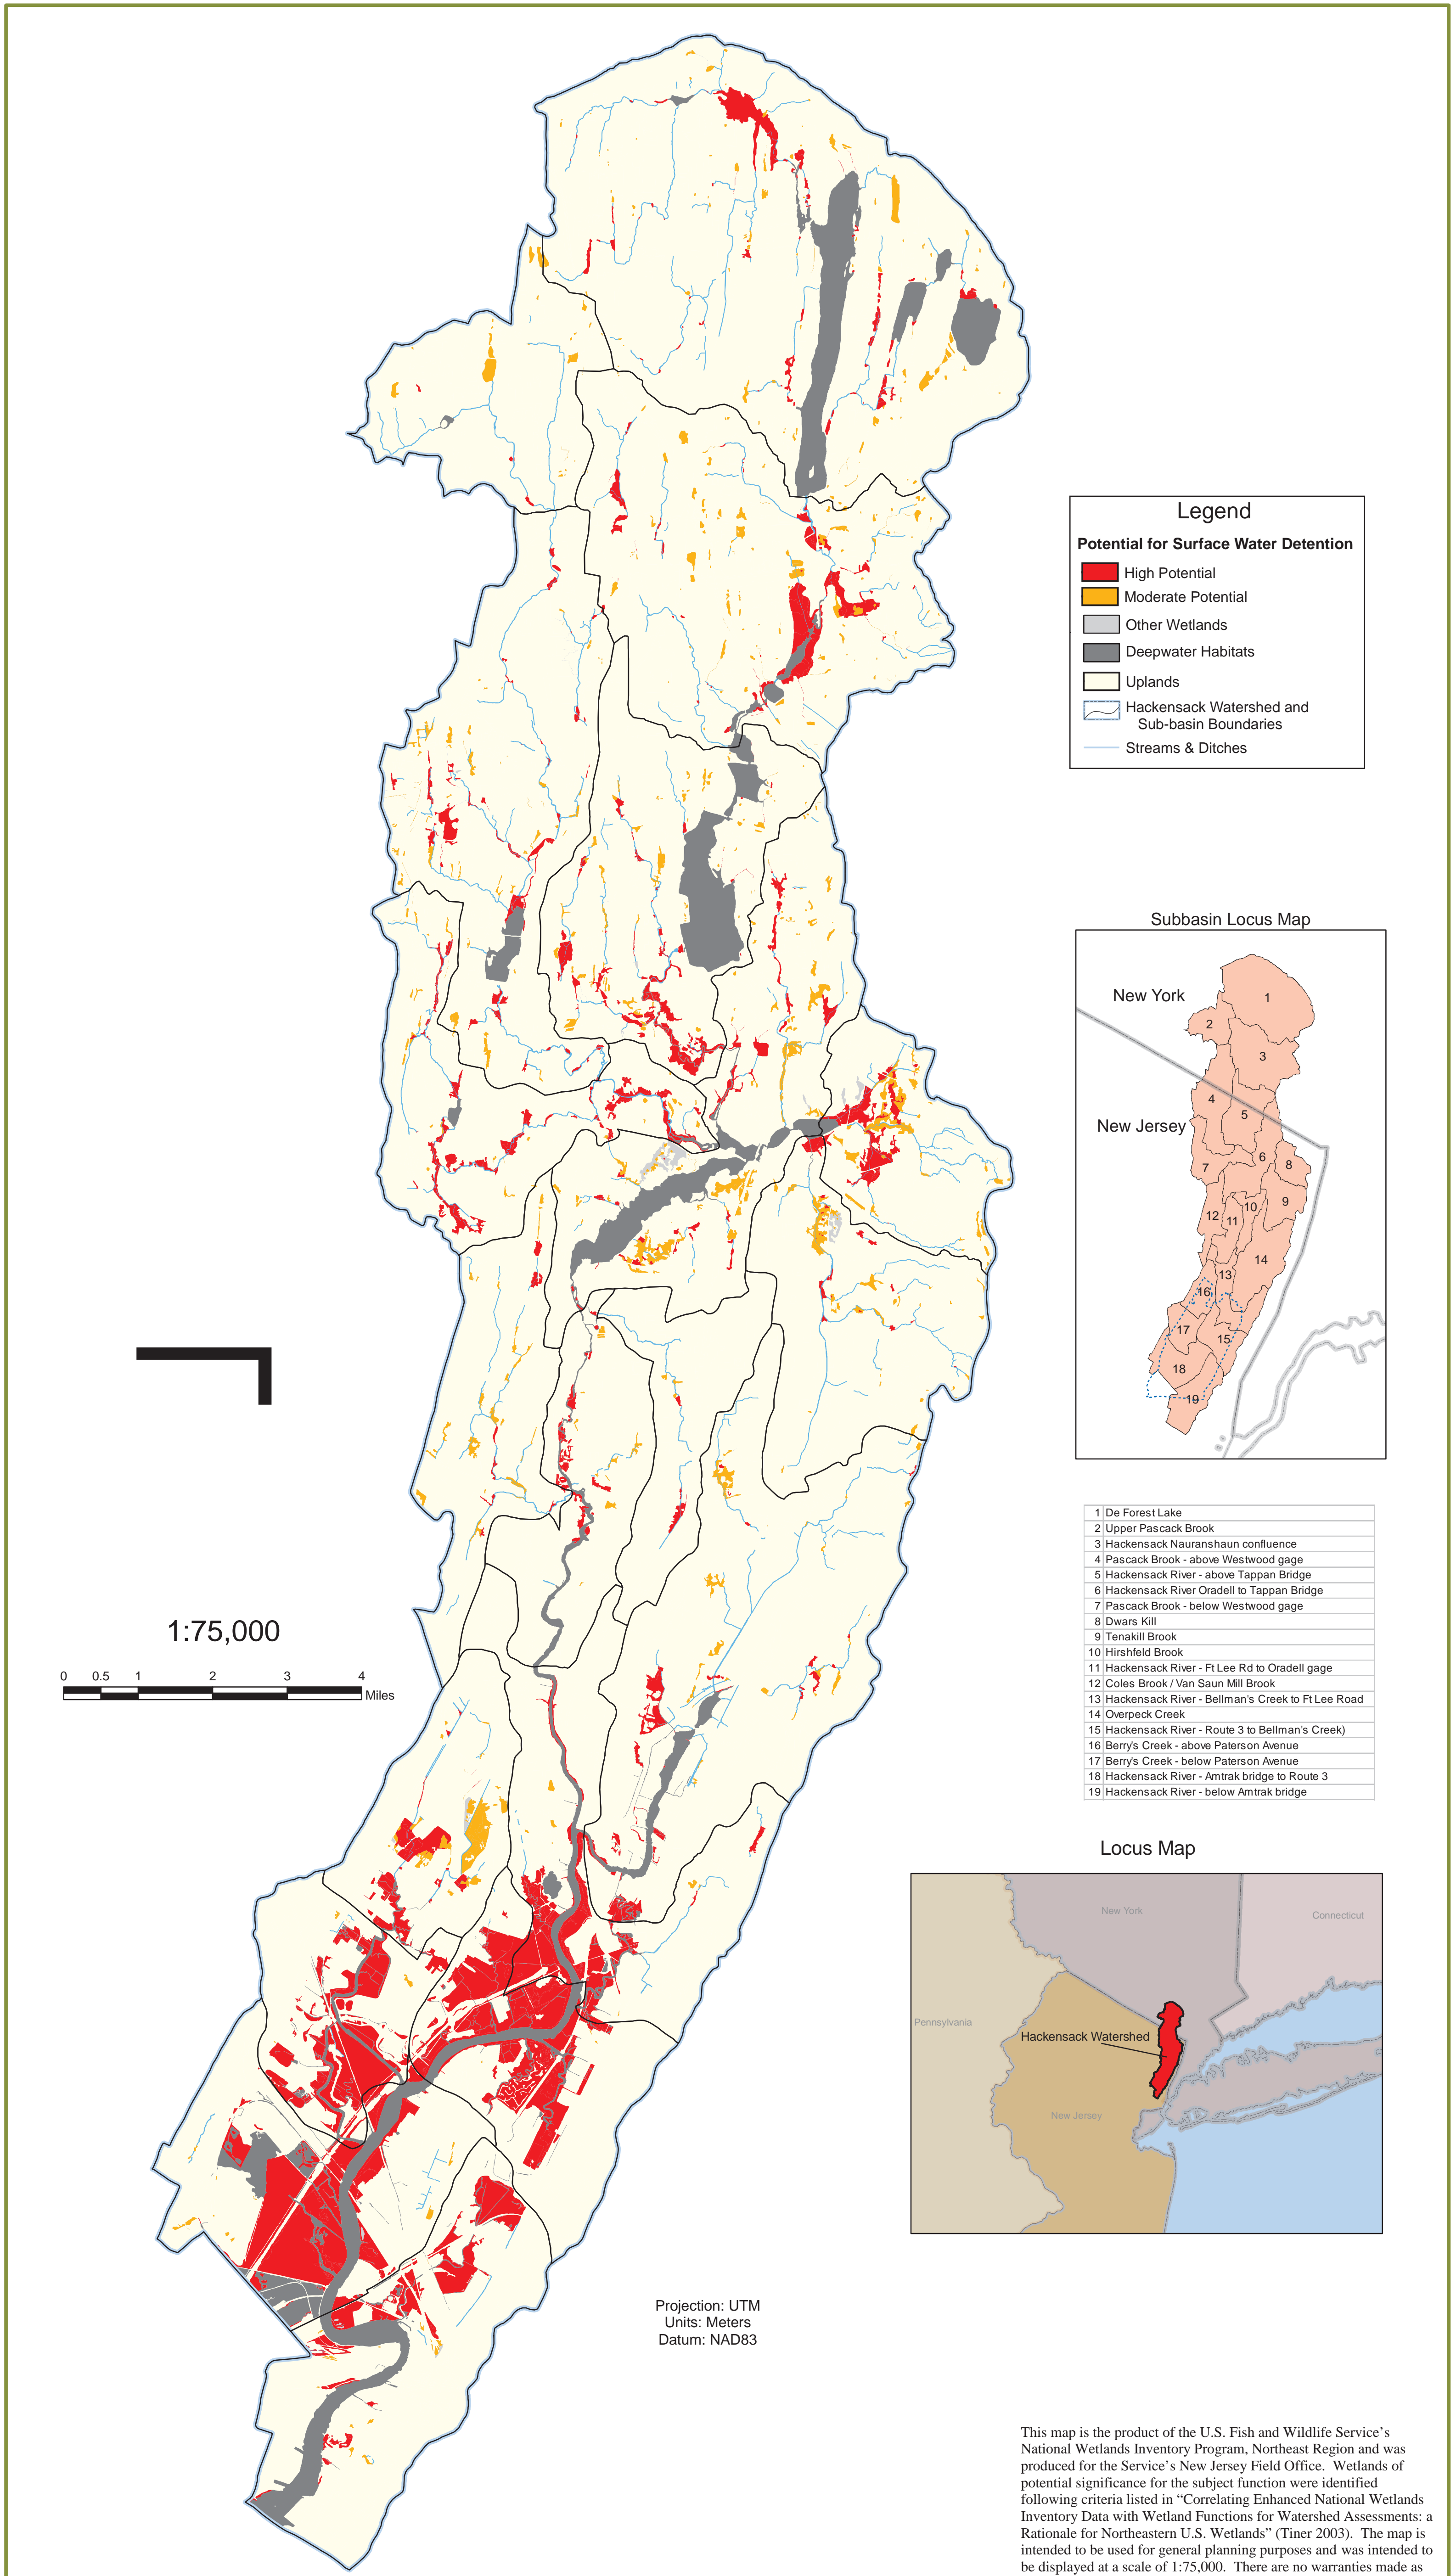 Legend
Potential for Surface Water Detention
High Potential
Moderate Potential
Other Wetlands
Deepwater Habitats
Uplands
Hackensack Watershed and
Sub-basin Boundaries
Streams & Ditches
Subbasin Locus Map
New York
New Jersey
1
2
3
4
5
6
7
8
9
10
11
12
13
14
15
16
17
18
19
1 De Forest Lake
2 Upper Pascack Brook
3 Hackensack Nauranshaun confluence
4 Pascack Brook - above Westwood gage
5 Hackensack River - above Tappan Bridge
6 Hackensack River Oradell to Tappan Bridge
7 Pascack Brook - below Westwood gage
8 Dwars Kill
9 Tenakill Brook
10 Hirshfeld Brook
11 Hackensack River - Ft Lee Rd to Oradell gage
12 Coles Brook / Van Saun Mill Brook
13 Hackensack River - Bellman's Creek to Ft Lee Road
14 Overpeck Creek
15 Hackensack River - Route 3 to Bellman's Creek)
16 Berry's Creek - above Paterson Avenue
17 Berry's Creek - below Paterson Avenue
18 Hackensack River - Amtrak bridge to Route 3
19 Hackensack River - below Amtrak bridge
1:75,000
0 0.5 1 2 3 4
Miles
Locus Map
New York
Connecticut
Pennsylvania
Hackensack Watershed
New Jersey
Projection: UTM
Units: Meters
Datum: NAD83
This map is the product of the U.S. Fish and Wildlife Service's
National Wetlands Inventory Program, Northeast Region and was
produced for the Service's New Jersey Field Office. Wetlands of
potential significance for the subject function were identified
following criteria listed in “Correlating Enhanced National Wetlands
Inventory Data with Wetland Functions for Watershed Assessments: a
Rationale for Northeastern U.S. Wetlands” (Tiner 2003). The map is
intended to be used for general planning purposes and was intended to
be displayed at a scale of 1:75,000. There are no warranties made as